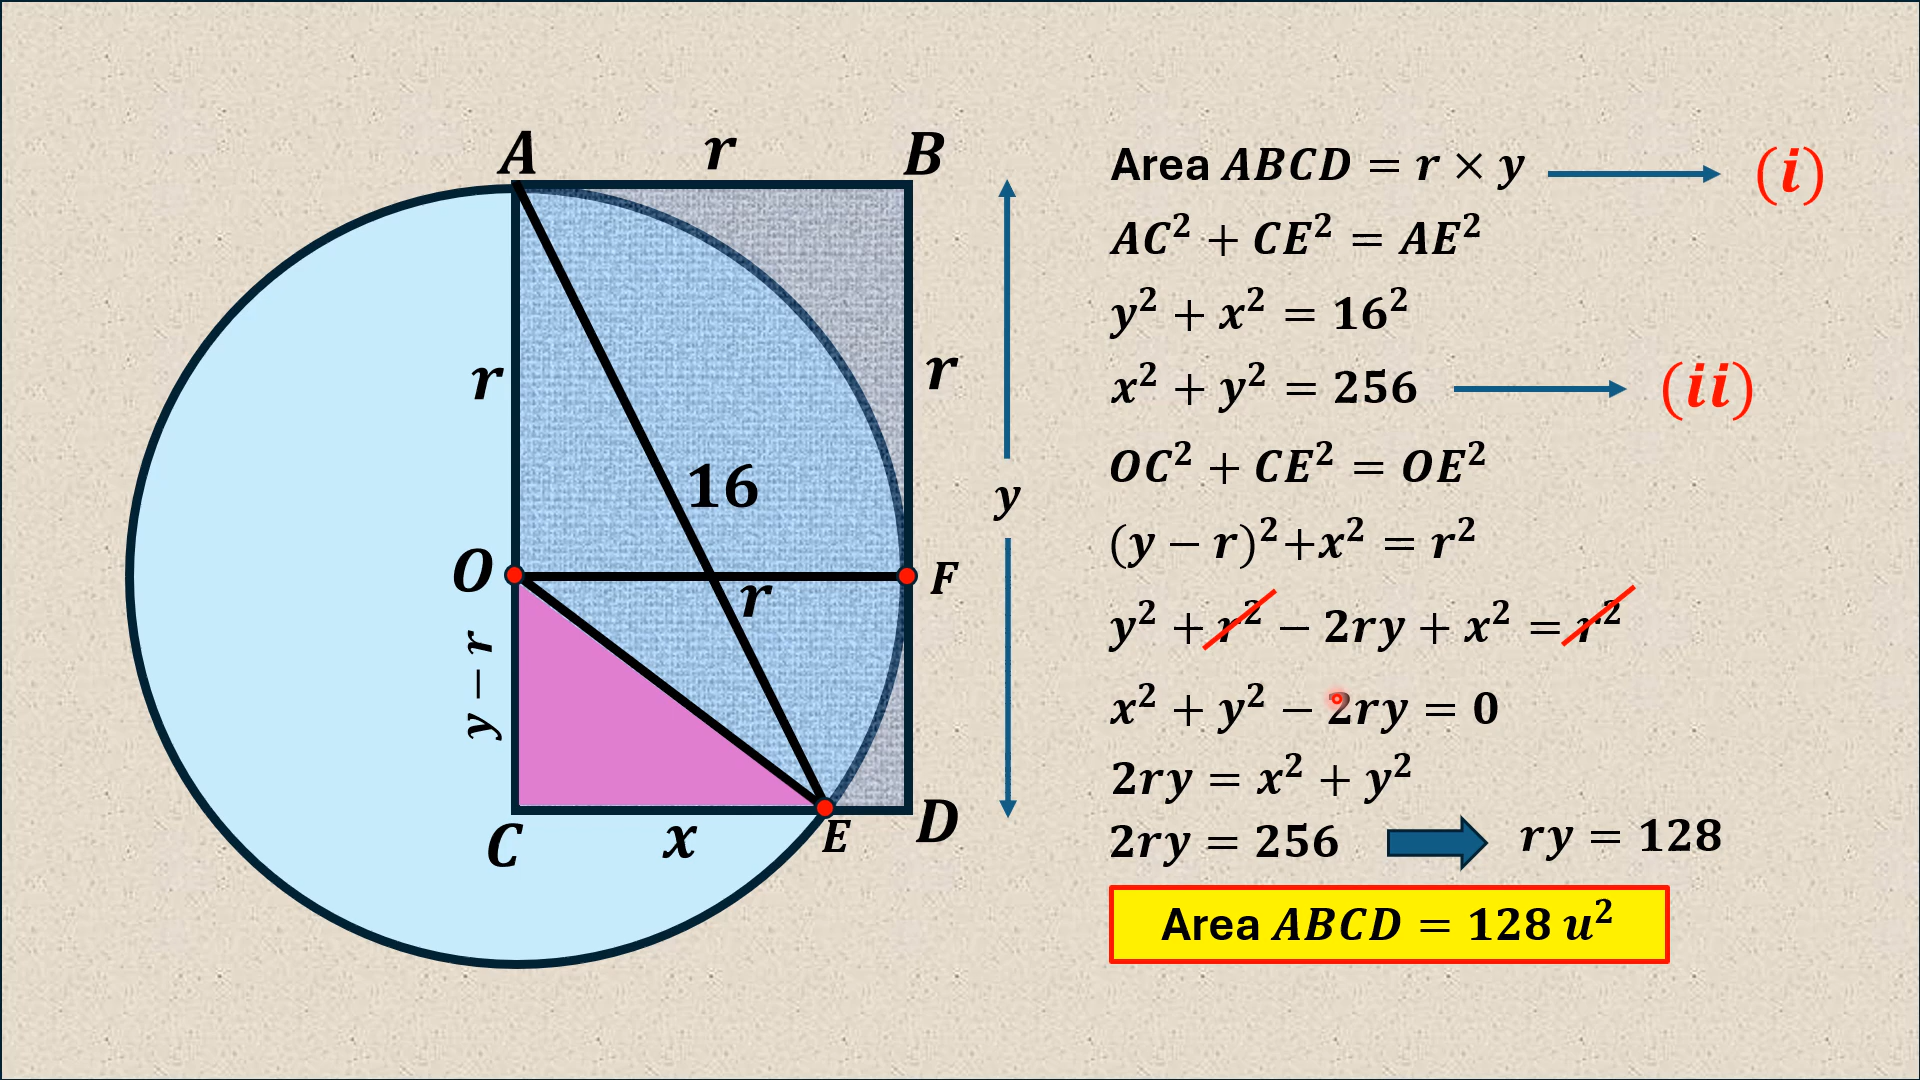 A r B
Area ABCD = r × y (i)
AC² + CE² = AE²
y² + x² = 16²
r r
x² + y² = 256 (ii)
16
y
OC² + CE² = OE²
(y − r)²+x² = r²
O F
r
y − r
y² + r² − 2ry + x² = r²
x² + y² − 2ry = 0
2ry = x² + y²
C x E D
2ry = 256 ry = 128
Area ABCD = 128 u²